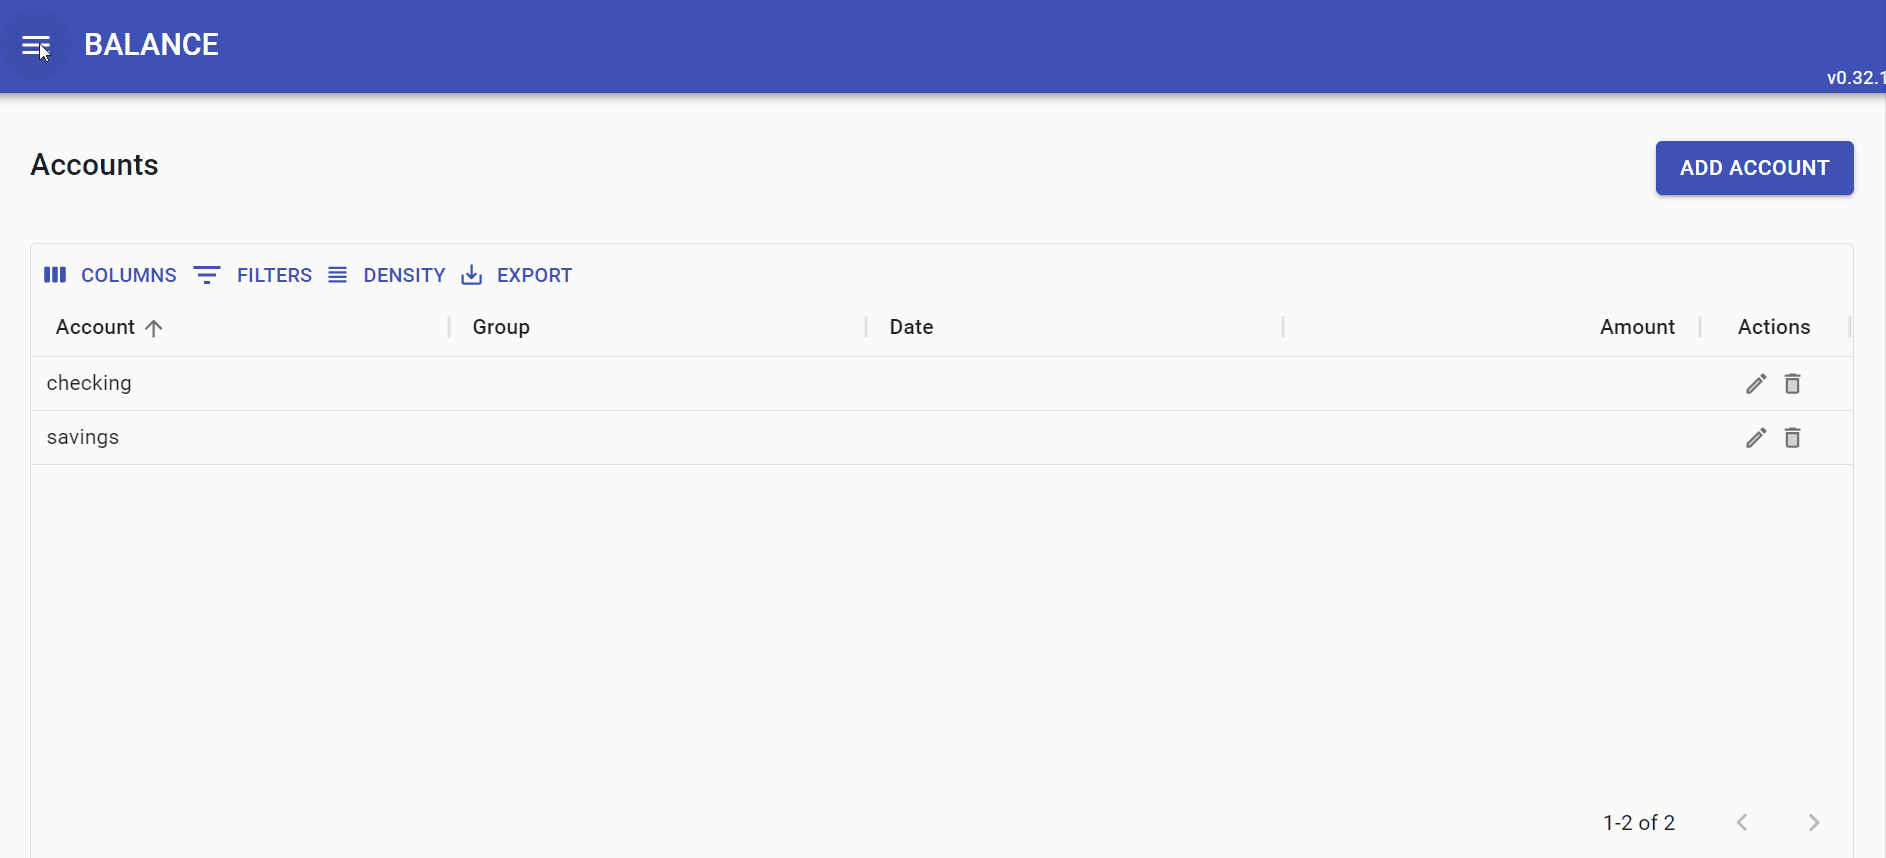 BALANCE
v0.32.1
Accounts
ADD ACCOUNT
COLUMNS FILTERS DENSITY EXPORT
Account Group Date Amount Actions
checking
savings
1-2 of 2